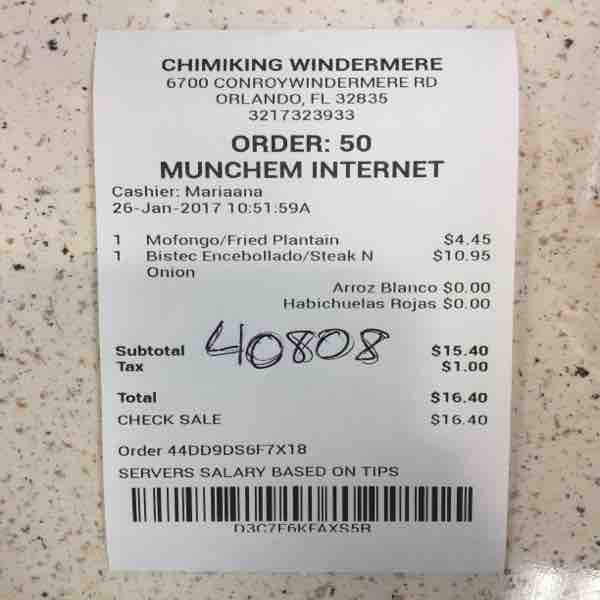 CHIMIKING WINDERMERE
6700 CONROYWINDERMERE RD
ORLANDO, FL 32835
3217323933
ORDER: 50
MUNCHEM INTERNET
Cashier: Mariaana
26-Jan-2017 10:51:59A
1 Mofongo/Fried Plantain $4.45
1 Bistec Encebollado/Steak N $10.95
Onion
Arroz Blanco $0.00
Habichuelas Rojas $0.00
40808
Subtotal $15.40
Tax $1.00
Total $16.40
CHECK SALE $16.40
Order 44DD9DS6F7X18
SERVERS SALARY BASED ON TIPS
D3C7E6KFAXS5R